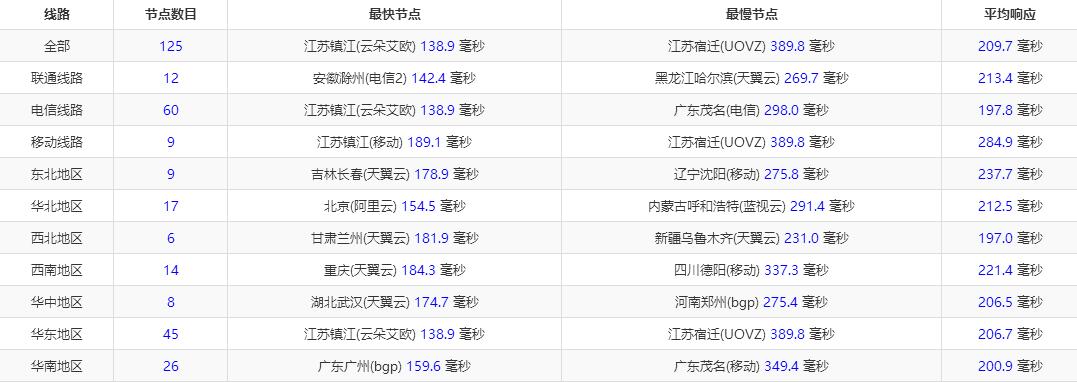 线路 节点数目 最快节点 最慢节点 平均响应
全部 125 江苏镇江(云朵艾欧) 138.9 毫秒 江苏宿迁(UOVZ) 389.8 毫秒 209.7 毫秒
联通线路 12 安徽滁州(电信2) 142.4 毫秒 黑龙江哈尔滨(天翼云) 269.7 毫秒 213.4 毫秒
电信线路 60 江苏镇江(云朵艾欧) 138.9 毫秒 广东茂名(电信) 298.0 毫秒 197.8 毫秒
移动线路 9 江苏镇江(移动) 189.1 毫秒 江苏宿迁(UOVZ) 389.8 毫秒 284.9 毫秒
东北地区 9 吉林长春(天翼云) 178.9 毫秒 辽宁沈阳(移动) 275.8 毫秒 237.7 毫秒
华北地区 17 北京(阿里云) 154.5 毫秒 内蒙古呼和浩特(蓝视云) 291.4 毫秒 212.5 毫秒
西北地区 6 甘肃兰州(天翼云) 181.9 毫秒 新疆乌鲁木齐(天翼云) 231.0 毫秒 197.0 毫秒
西南地区 14 重庆(天翼云) 184.3 毫秒 四川德阳(移动) 337.3 毫秒 221.4 毫秒
华中地区 8 湖北武汉(天翼云) 174.7 毫秒 河南郑州(bgp) 275.4 毫秒 206.5 毫秒
华东地区 45 江苏镇江(云朵艾欧) 138.9 毫秒 江苏宿迁(UOVZ) 389.8 毫秒 206.7 毫秒
华南地区 26 广东广州(bgp) 159.6 毫秒 广东茂名(移动) 349.4 毫秒 200.9 毫秒